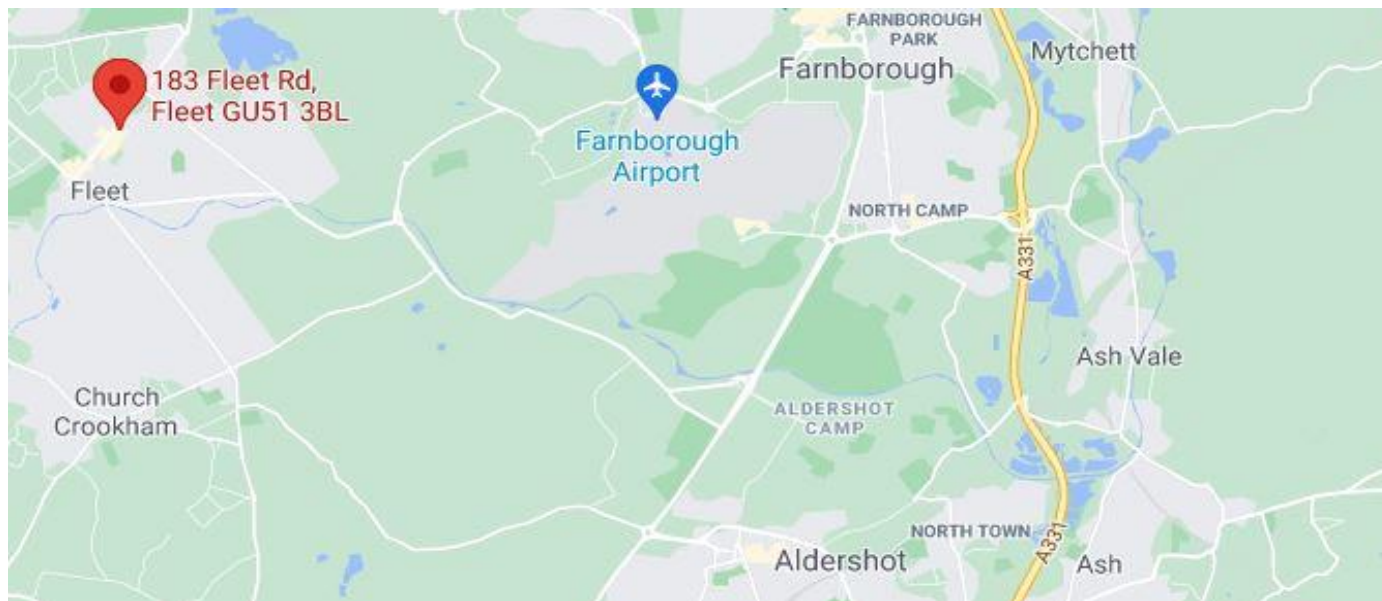 FARNBOROUGH
PARK
Mytchett
Farnborough
183 Fleet Rd,
Fleet GU51 3BL
Farnborough
Airport
Fleet
NORTH CAMP
A331
Ash Vale
Church
Crookham
ALDERSHOT
CAMP
NORTH TOWN
A331
Aldershot
Ash